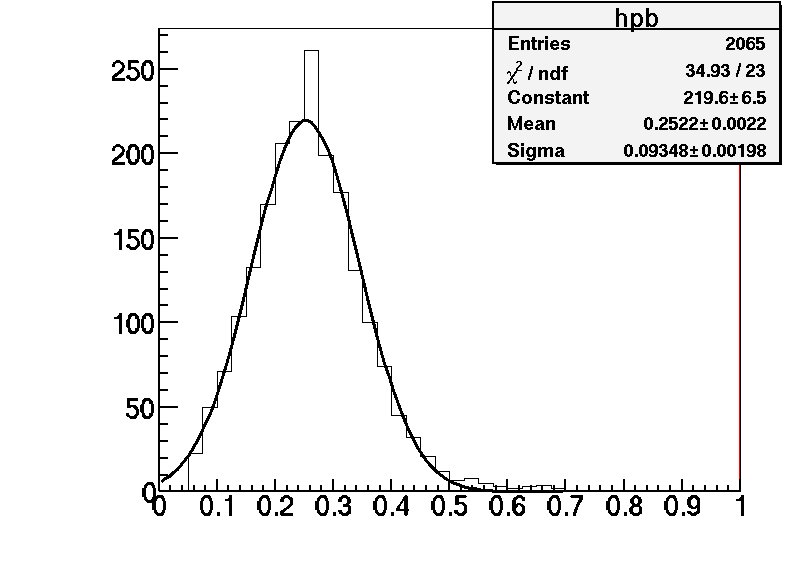 hpb
Entries 2065
χ² / ndf 34.93 / 23
Constant 219.6± 6.5
Mean 0.2522± 0.0022
Sigma 0.09348± 0.00198
250
200
150
100
50
0
0 0.1 0.2 0.3 0.4 0.5 0.6 0.7 0.8 0.9 1